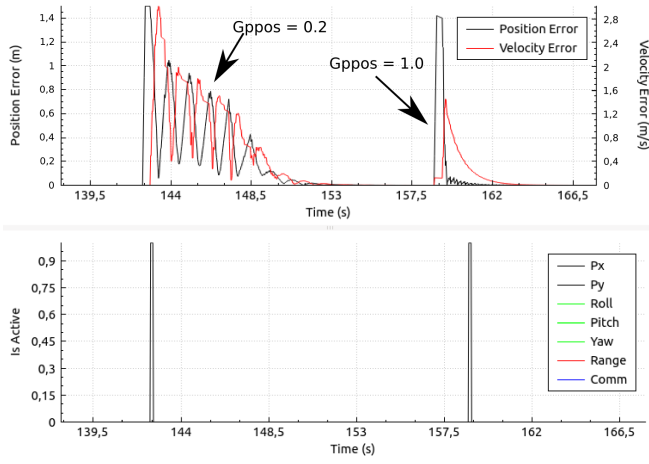 Position Error (m)
1,4
1,2
1
0,8
0,6
0,4
0,2
0
Gppos = 0.2
Gppos = 1.0
Position Error
Velocity Error
2,8
2,4
2
1,6
1,2
0,8
0,4
0
Velocity Error (m/s)
139,5 144 148,5 153 157,5 162 166,5
Time (s)
Is Active
0,9
0,75
0,6
0,45
0,3
0,15
0
Px
Py
Roll
Pitch
Yaw
Range
Comm
139,5 144 148,5 153 157,5 162 166,5
Time (s)